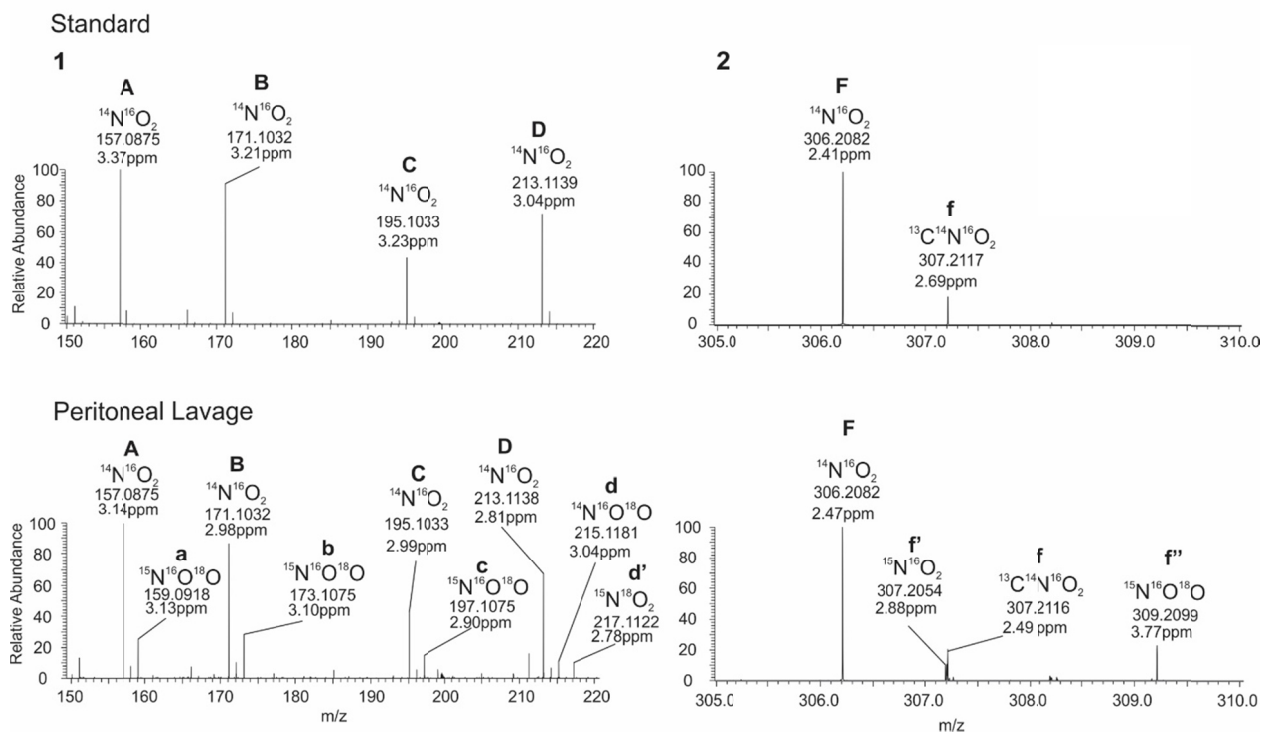 Standard
1
A
¹⁴N¹⁶O₂
157.0875
3.37ppm
B
¹⁴N¹⁶O₂
171.1032
3.21ppm
C
¹⁴N¹⁶O₂
195.1033
3.23ppm
D
¹⁴N¹⁶O₂
213.1139
3.04ppm
Relative Abundance
100
80
60
40
20
0
150 160 170 180 190 200 210 220
2
F
¹⁴N¹⁶O₂
306.2082
2.41ppm
f
¹³C¹⁴N¹⁶O₂
307.2117
2.69ppm
100
80
60
40
20
0
305.0 306.0 307.0 308.0 309.0 310.0
Peritoneal Lavage
A
¹⁴N¹⁶O₂
157.0875
3.14ppm
a
¹⁵N¹⁶O¹⁸O
159.0918
3.13ppm
B
¹⁴N¹⁶O₂
171.1032
2.98ppm
b
¹⁵N¹⁶O¹⁸O
173.1075
3.10ppm
C
¹⁴N¹⁶O₂
195.1033
2.99ppm
c
¹⁵N¹⁶O¹⁸O
197.1075
2.90ppm
D
¹⁴N¹⁶O₂
213.1138
2.81ppm
d
¹⁴N¹⁶O¹⁸O
215.1181
3.04ppm
d'
¹⁵N¹⁸O₂
217.1122
2.78ppm
Relative Abundance
100
80
60
40
20
0
150 160 170 180 190 200 210 220
m/z
F
¹⁴N¹⁶O₂
306.2082
2.47ppm
f'
¹⁵N¹⁶O₂
307.2054
2.88ppm
f
¹³C¹⁴N¹⁶O₂
307.2116
2.49 ppm
f''
¹⁵N¹⁶O¹⁸O
309.2099
3.77ppm
100
80
60
40
20
0
305.0 306.0 307.0 308.0 309.0 310.0
m/z